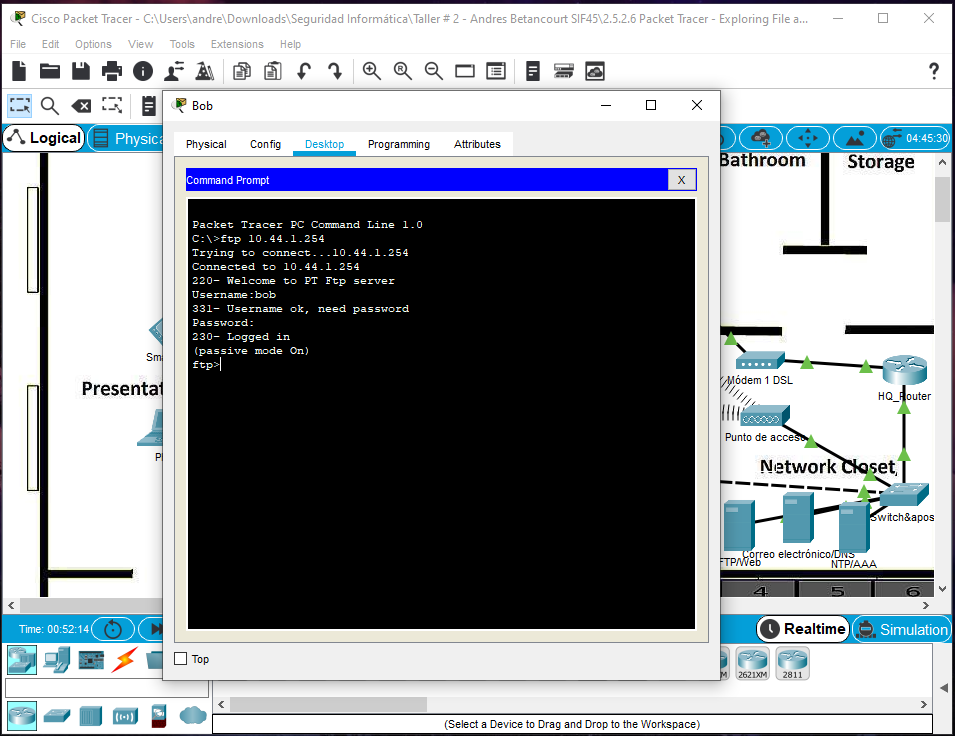 Cisco Packet Tracer - C:\Users\andre\Downloads\Seguridad Informática\Taller # 2 - Andres Betancourt SIF45\2.5.2.6 Packet Tracer - Exploring File a...
File Edit Options View Tools Extensions Help
?
Bob
Logical
Physica
04:45:30
Physical Config Desktop Programming Attributes
Bathroom
Storage
Command Prompt
X
Packet Tracer PC Command Line 1.0
C:\>ftp 10.44.1.254
Trying to connect...10.44.1.254
Connected to 10.44.1.254
220- Welcome to PT Ftp server
Username:bob
331- Username ok, need password
Password:
230- Logged in
(passive mode On)
ftp>
Sma
Presentat
Módem 1 DSL
HQ_Router
Punto de acceso
Network Closet
Switch&apos
Correo electrónico/DNS
FTP/Web
NTP/AAA
4 5 6
Time: 00:52:14
Realtime
Simulation
Top
2621XM
2811
(Select a Device to Drag and Drop to the Workspace)